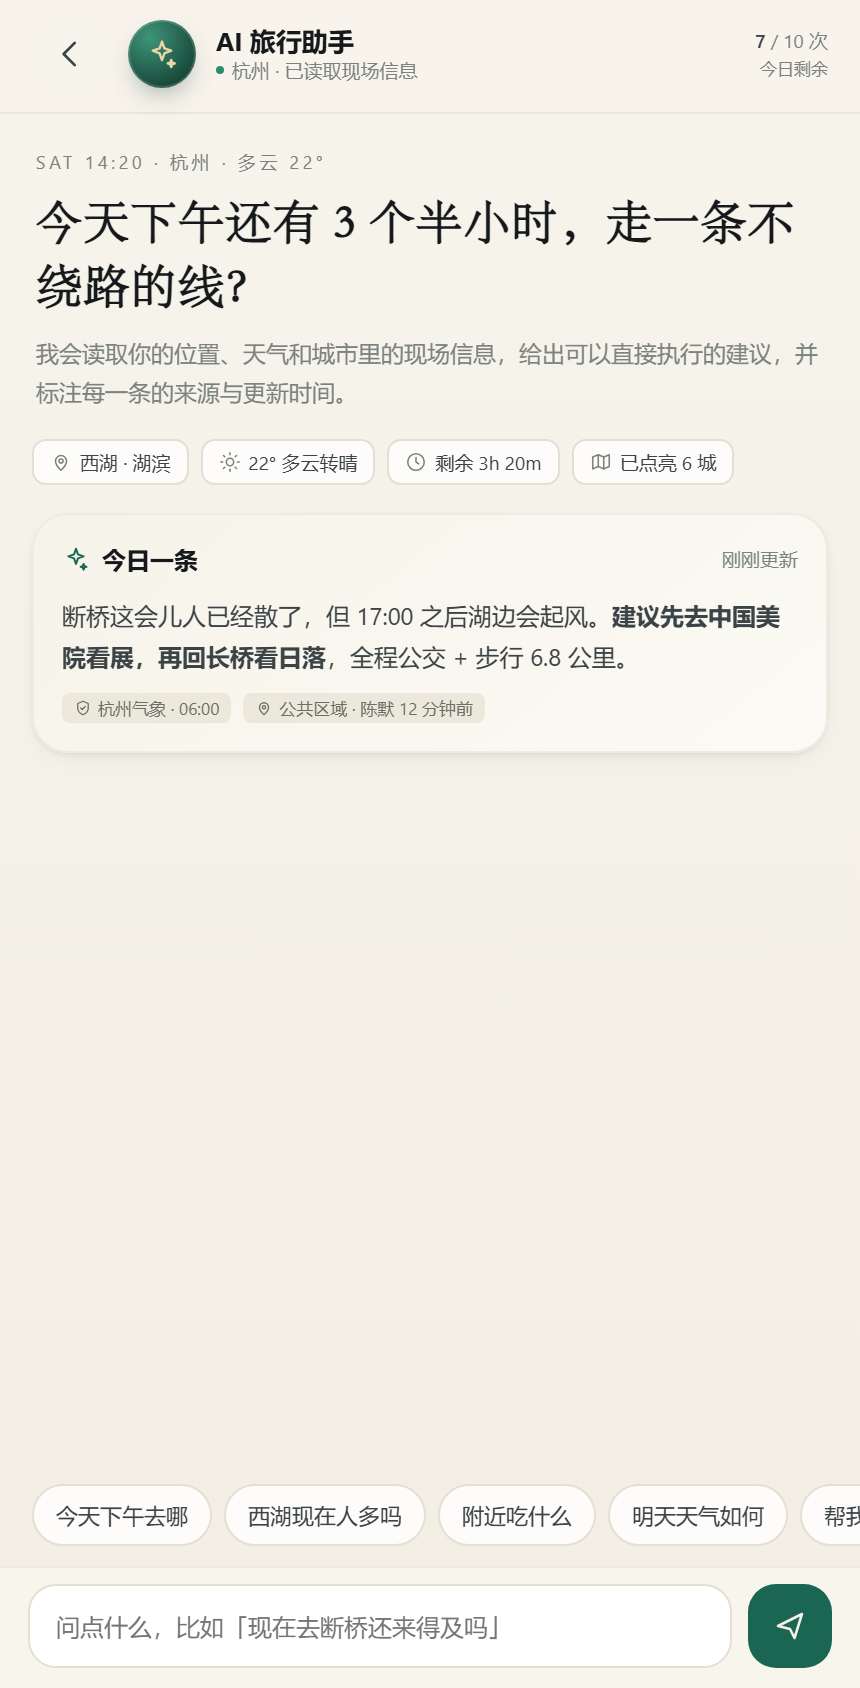 AI 旅行助手
杭州 · 已读取现场信息
7 / 10 次
今日剩余
SAT 14:20 · 杭州 · 多云 22°
今天下午还有 3 个半小时，走一条不
绕路的线？
我会读取你的位置、天气和城市里的现场信息，给出可以直接执行的建议，并
标注每一条的来源与更新时间。
西湖 · 湖滨
22° 多云转晴
剩余 3h 20m
已点亮 6 城
今日一条
刚刚更新
断桥这会儿人已经散了，但 17:00 之后湖边会起风。建议先去中国美
院看展，再回长桥看日落，全程公交 + 步行 6.8 公里。
杭州气象 · 06:00
公共区域 · 陈默 12 分钟前
今天下午去哪
西湖现在人多吗
附近吃什么
明天天气如何
帮我
问点什么，比如「现在去断桥还来得及吗」